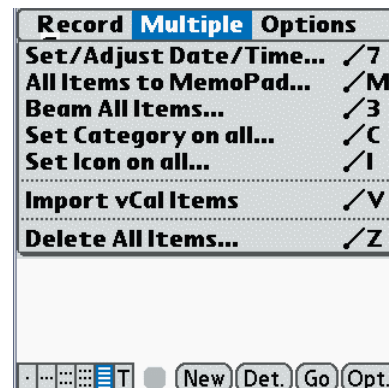 Record Multiple Options
Set/Adjust Date/Time... /7
All Items to MemoPad... /M
Beam All Items... /3
Set Category on all... /C
Set Icon on all... /I
Import vCal Items /V
Delete All Items... /Z
T New Det. Go Opt.